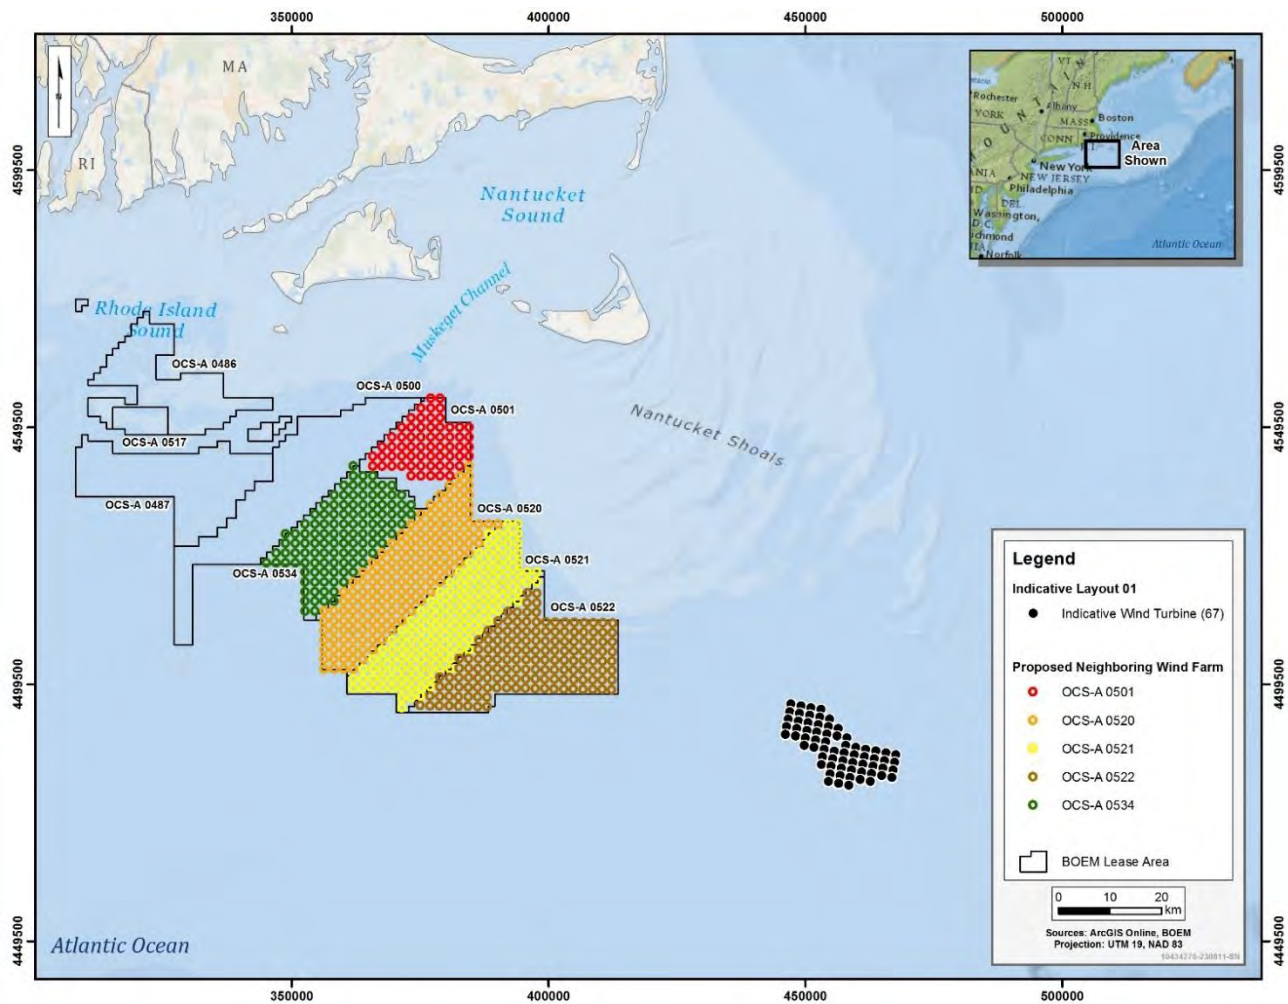 350000
400000
450000
500000
4599500
4549500
4499500
4449500
N
MA
RI
Nantucket
Sound
Muskeget Channel
Rhode Island
Sound
Nantucket Shoals
OCS-A 0486
OCS-A 0500
OCS-A 0501
OCS-A 0517
OCS-A 0487
OCS-A 0520
OCS-A 0521
OCS-A 0534
OCS-A 0522
Atlantic Ocean
VT
NH
Rochester
Albany
YORK
MASS
Boston
CONN
Providence
New York
NEW JERSEY
Philadelphia
DEL
Washington,
D.C.
Norfolk
Area
Shown
Atlantic Ocean
Legend
Indicative Layout 01
Indicative Wind Turbine (67)
Proposed Neighboring Wind Farm
OCS-A 0501
OCS-A 0520
OCS-A 0521
OCS-A 0522
OCS-A 0534
BOEM Lease Area
0 10 20
km
Sources: ArcGIS Online, BOEM
Projection: UTM 19, NAD 83
4599500
4549500
4499500
4449500
350000
400000
450000
500000